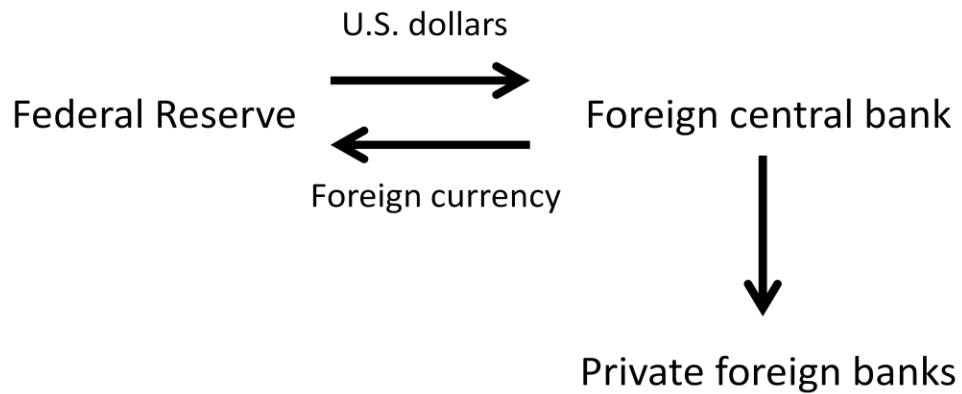 U.S. dollars
Federal Reserve
Foreign central bank
Foreign currency
Private foreign banks